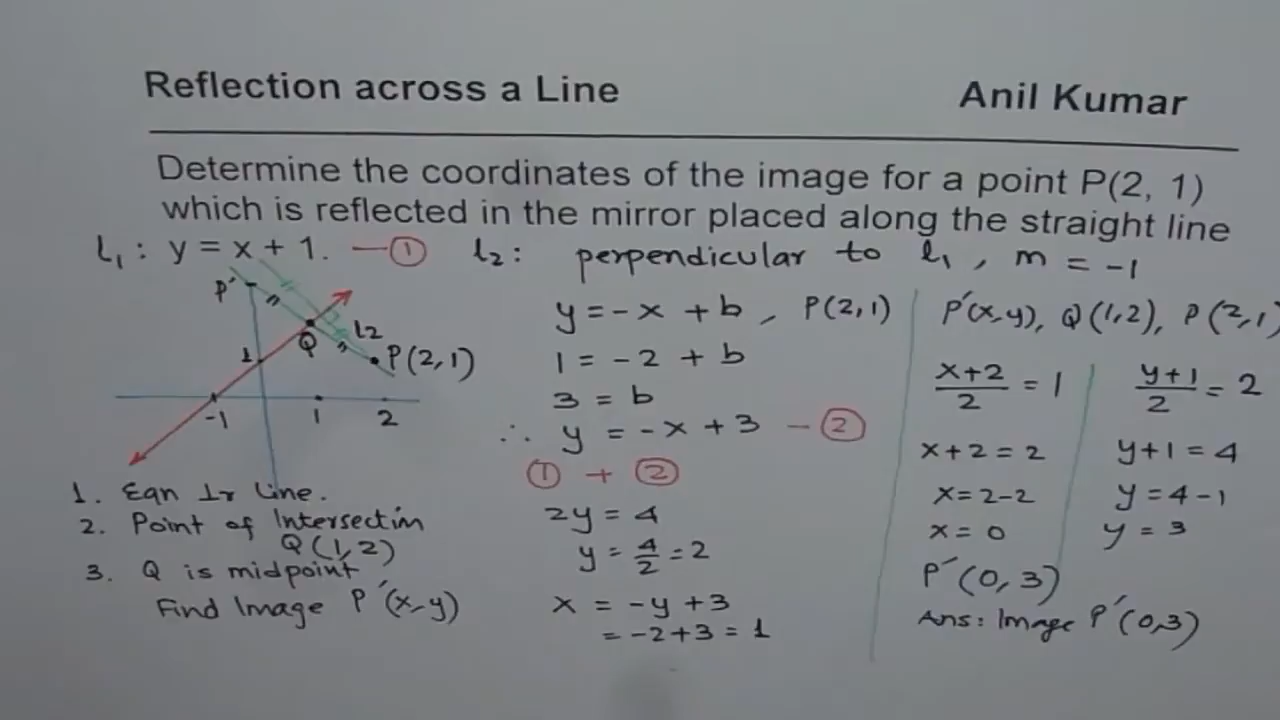 Reflection across a Line
Anil Kumar
Determine the coordinates of the image for a point P(2, 1)
which is reflected in the mirror placed along the straight line
l₁ : y = x + 1. — ①
P′
Q
l2
P(2,1)
1
-1
1
2
1. Eqn ⊥r Line.
2. Point of Intersectin
Q(1,2)
3. Q is midpoint
Find Image P′(x,y)
l₂ : perpendicular to l₁, m = -1
y = -x + b, P(2,1)
1 = -2 + b
3 = b
∴ y = -x + 3 — ②
① + ②
2y = 4
y = 4/2 = 2
x = -y + 3
= -2+3 = 1
P′(x,y), Q(1,2), P(2,1)
(x+2)/2 = 1
x+2 = 2
x = 2-2
x = 0
(y+1)/2 = 2
y+1 = 4
y = 4-1
y = 3
P′(0,3)
Ans: Image P′(0,3)